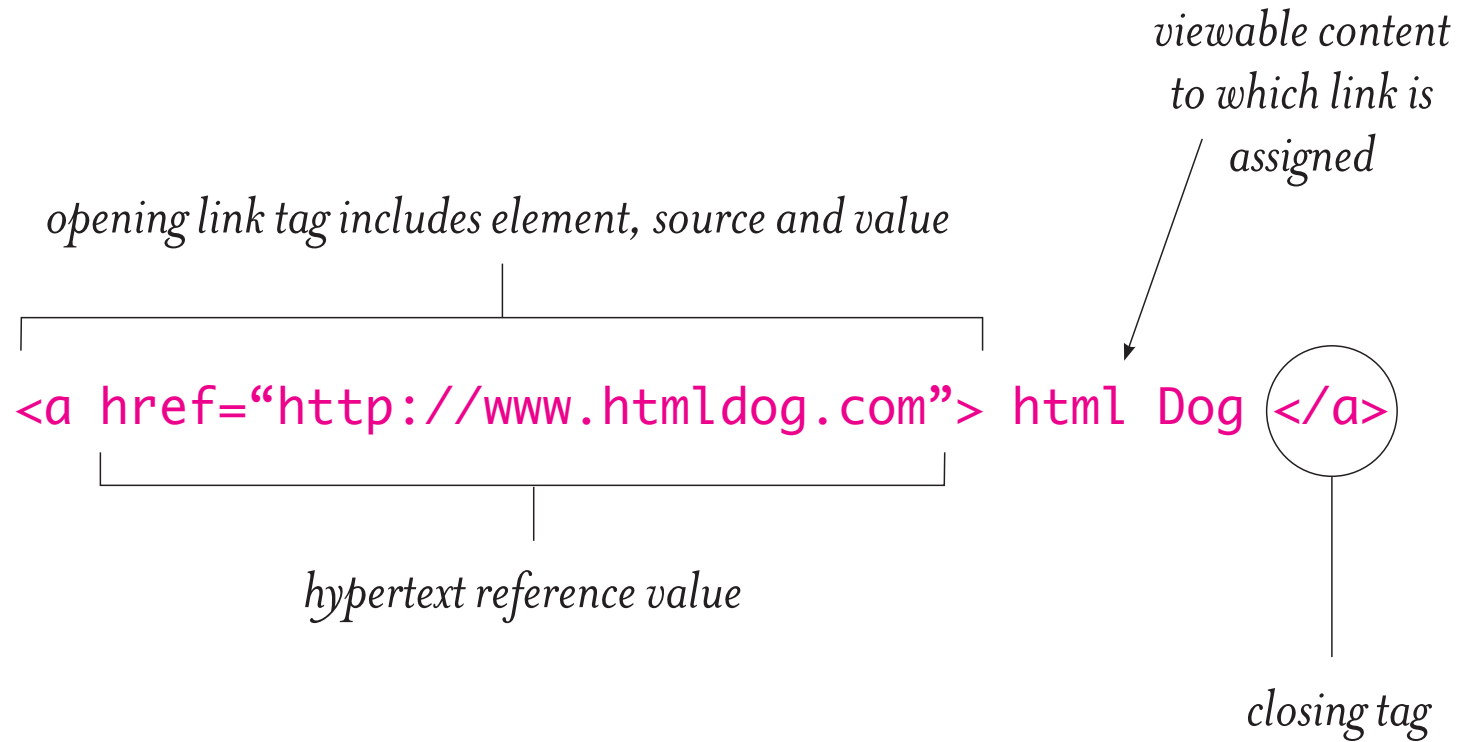 viewable content
to which link is
assigned
opening link tag includes element, source and value
<a href=“http://www.htmldog.com”> html Dog </a>
hypertext reference value
closing tag